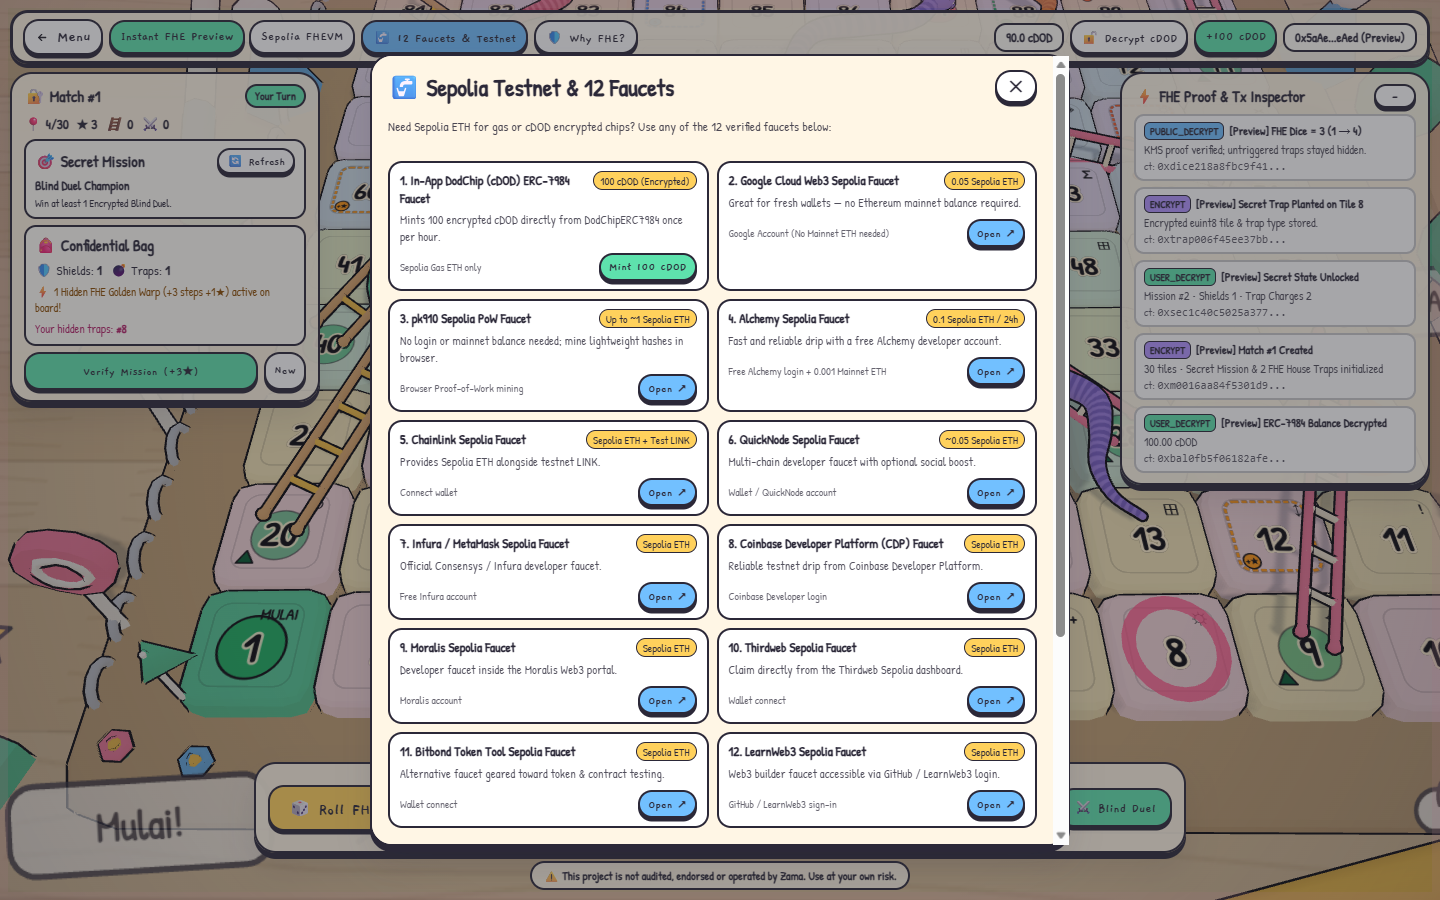 ← Menu
Instant FHE Preview
Sepolia FHEVM
12 Faucets & Testnet
Why FHE?
90.0 cDOD
Decrypt cDOD
+100 cDOD
0x5aAe...eAed (Preview)
Match #1
Your Turn
4/30 ★ 3 0 0
Secret Mission
Refresh
Blind Duel Champion
Win at least 1 Encrypted Blind Duel.
Confidential Bag
Shields: 1 Traps: 1
1 Hidden FHE Golden Warp (+3 steps +1★) active on
board!
Your hidden traps: #8
Verify Mission (+3★)
New
Sepolia Testnet & 12 Faucets
Need Sepolia ETH for gas or cDOD encrypted chips? Use any of the 12 verified faucets below:
1. In-App DodChip (cDOD) ERC-7984
Faucet
100 cDOD (Encrypted)
Mints 100 encrypted cDOD directly from DodChipERC7984 once
per hour.
Sepolia Gas ETH only
Mint 100 cDOD
2. Google Cloud Web3 Sepolia Faucet
0.05 Sepolia ETH
Great for fresh wallets — no Ethereum mainnet balance required.
Google Account (No Mainnet ETH needed)
Open ↗
3. pk910 Sepolia PoW Faucet
Up to ~1 Sepolia ETH
No login or mainnet balance needed; mine lightweight hashes in
browser.
Browser Proof-of-Work mining
Open ↗
4. Alchemy Sepolia Faucet
0.1 Sepolia ETH / 24h
Fast and reliable drip with a free Alchemy developer account.
Free Alchemy login + 0.001 Mainnet ETH
Open ↗
5. Chainlink Sepolia Faucet
Sepolia ETH + Test LINK
Provides Sepolia ETH alongside testnet LINK.
Connect wallet
Open ↗
6. QuickNode Sepolia Faucet
~0.05 Sepolia ETH
Multi-chain developer faucet with optional social boost.
Wallet / QuickNode account
Open ↗
7. Infura / MetaMask Sepolia Faucet
Sepolia ETH
Official Consensys / Infura developer faucet.
Free Infura account
Open ↗
8. Coinbase Developer Platform (CDP) Faucet
Sepolia ETH
Reliable testnet drip from Coinbase Developer Platform.
Coinbase Developer login
Open ↗
9. Moralis Sepolia Faucet
Sepolia ETH
Developer faucet inside the Moralis Web3 portal.
Moralis account
Open ↗
10. Thirdweb Sepolia Faucet
Sepolia ETH
Claim directly from the Thirdweb Sepolia dashboard.
Wallet connect
Open ↗
11. Bitbond Token Tool Sepolia Faucet
Sepolia ETH
Alternative faucet geared toward token & contract testing.
Wallet connect
Open ↗
12. LearnWeb3 Sepolia Faucet
Sepolia ETH
Web3 builder faucet accessible via GitHub / LearnWeb3 login.
GitHub / LearnWeb3 sign-in
Open ↗
FHE Proof & Tx Inspector
PUBLIC_DECRYPT [Preview] FHE Dice = 3 (1 → 4)
KMS proof verified; untriggered traps stayed hidden.
ct: 0xdice218a8fbc9f41...
ENCRYPT [Preview] Secret Trap Planted on Tile 8
Encrypted euint8 tile & trap type stored.
ct: 0xtrap006f45ee37bb...
USER_DECRYPT [Preview] Secret State Unlocked
Mission #2 · Shields 1 · Trap Charges 2
ct: 0xsec1c40c5025a377...
ENCRYPT [Preview] Match #1 Created
30 tiles · Secret Mission & 2 FHE House Traps initialized
ct: 0xm0016aa84f5301d9...
USER_DECRYPT [Preview] ERC-7984 Balance Decrypted
100.00 cDOD
ct: 0xbal0fb5f06182afe...
41
40
48
33
20
13
12
11
MULAI
1
8
9
Mulai!
Roll FH
Blind Duel
This project is not audited, endorsed or operated by Zama. Use at your own risk.